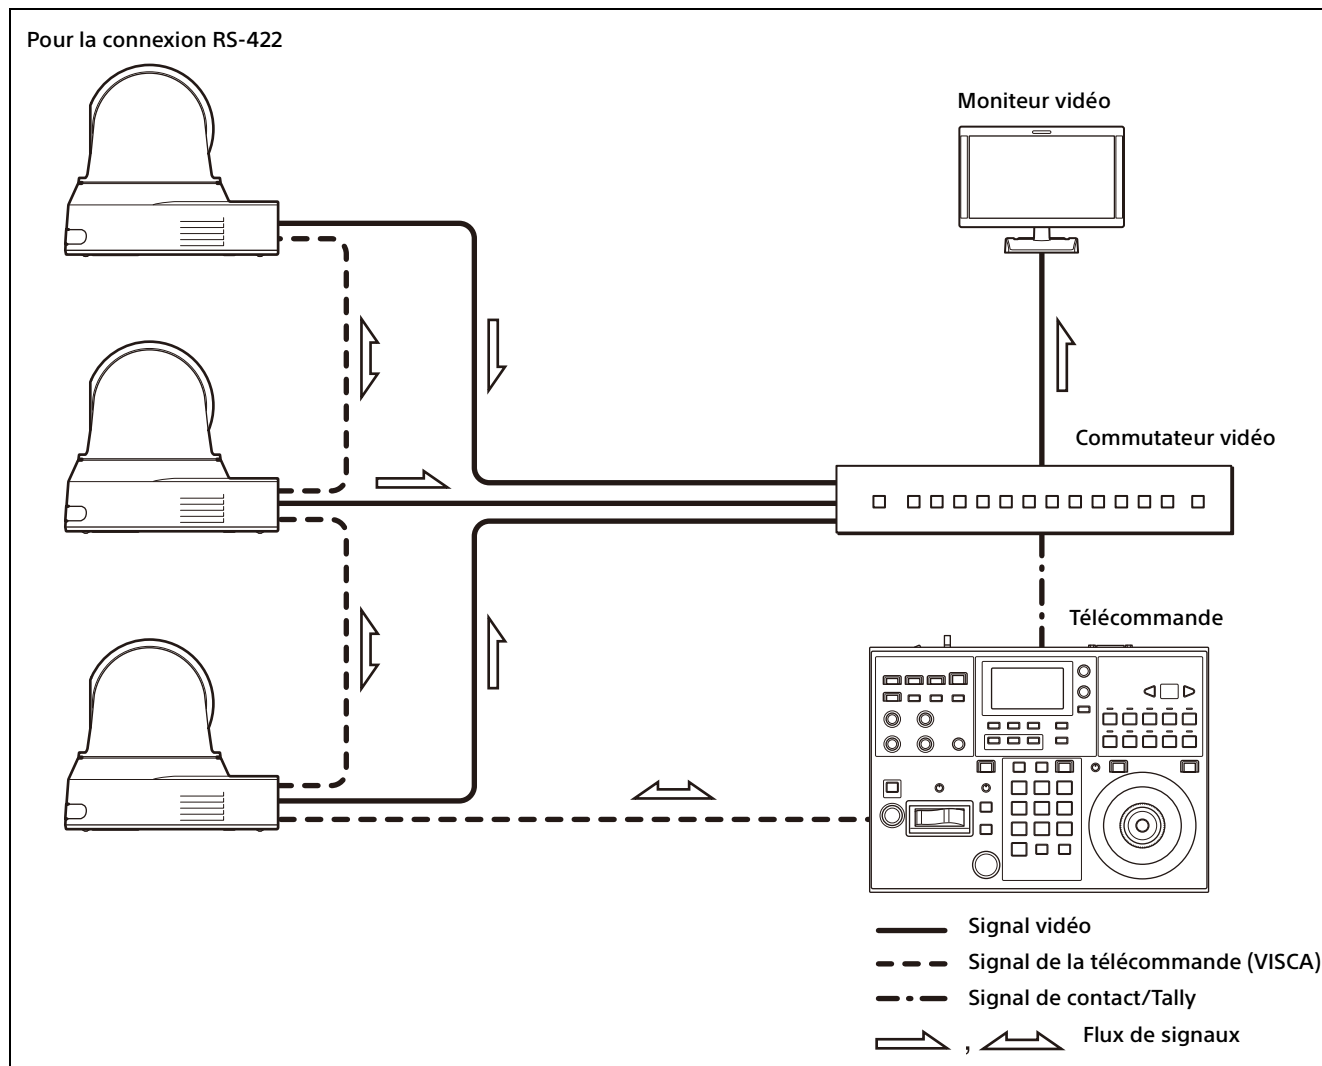 Pour la connexion RS-422
Moniteur vidéo
Commutateur vidéo
Télécommande
Signal vidéo
Signal de la télécommande (VISCA)
Signal de contact/Tally
, Flux de signaux